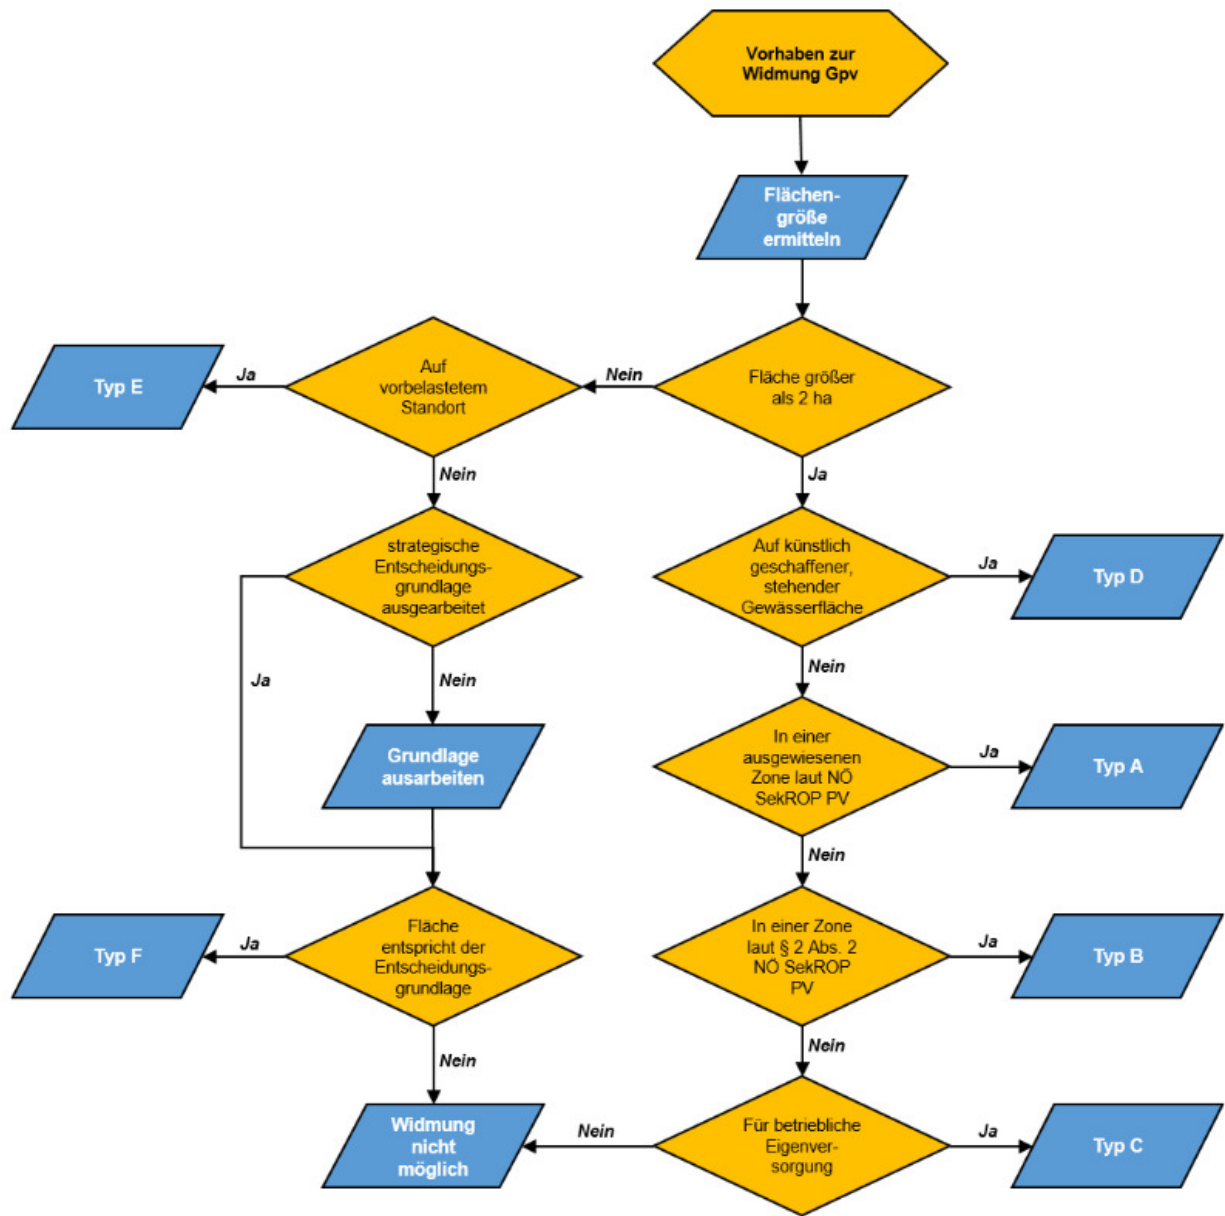 Vorhaben zur
Widmung Gpv
Flächen-
größe
ermitteln
Fläche größer
als 2 ha
Nein
Auf
vorbelastetem
Standort
Ja
Typ E
Nein
strategische
Entscheidungs-
grundlage
ausgearbeitet
Ja
Nein
Grundlage
ausarbeiten
Fläche
entspricht der
Entscheidungs-
grundlage
Ja
Typ F
Nein
Widmung
nicht
möglich
Ja
Auf künstlich
geschaffener,
stehender
Gewässerfläche
Ja
Typ D
Nein
In einer
ausgewiesenen
Zone laut NÖ
SekROP PV
Ja
Typ A
Nein
In einer Zone
laut § 2 Abs. 2
NÖ SekROP
PV
Ja
Typ B
Nein
Für betriebliche
Eigenver-
sorgung
Nein
Ja
Typ C